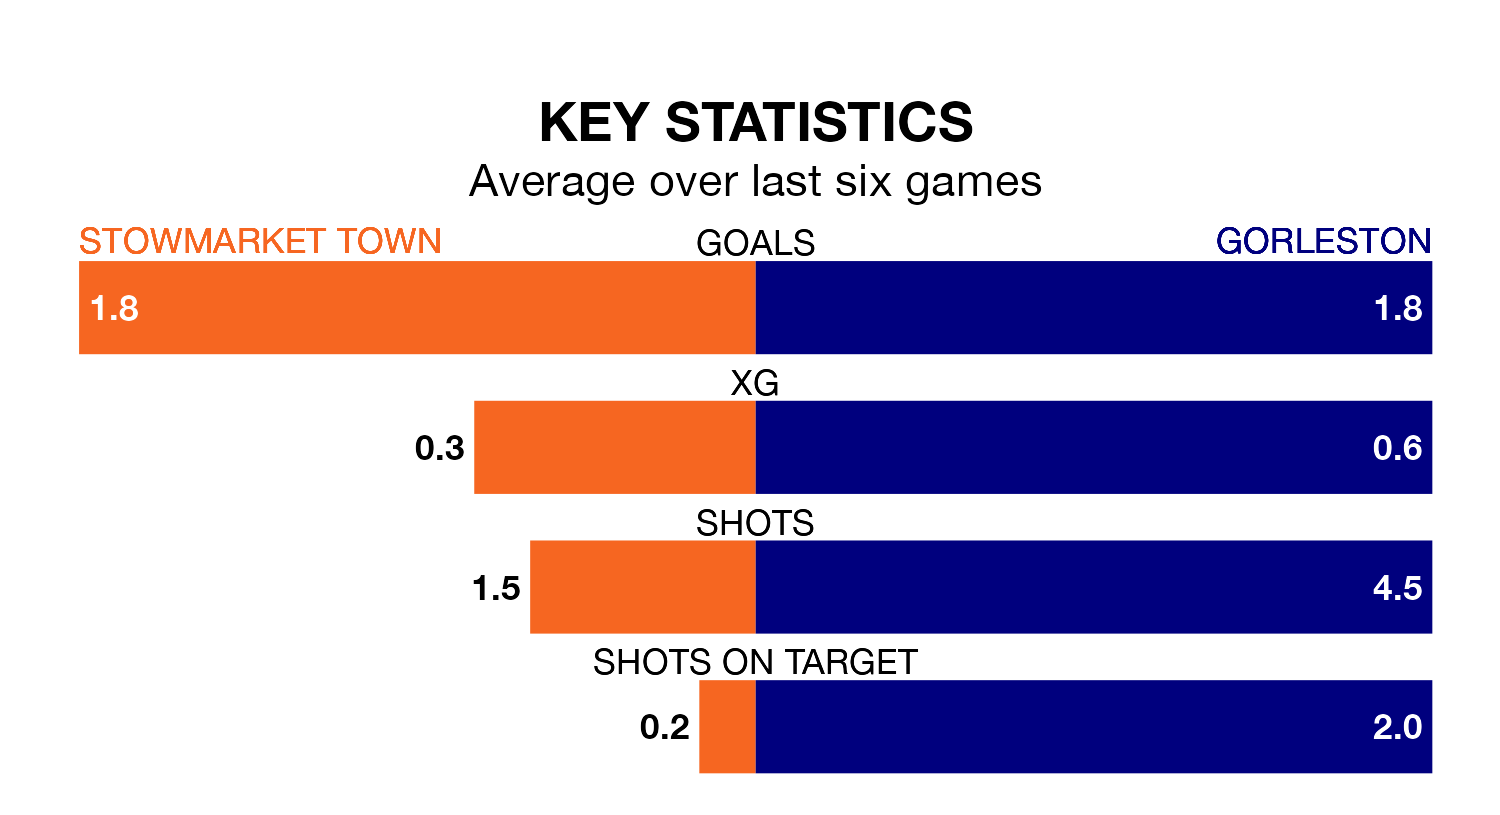 KEY STATISTICS
Average over last six games
STOWMARKET TOWN GOALS GORLESTON
1.8 1.8
XG
0.3 0.6
SHOTS
1.5 4.5
SHOTS ON TARGET
0.2 2.0